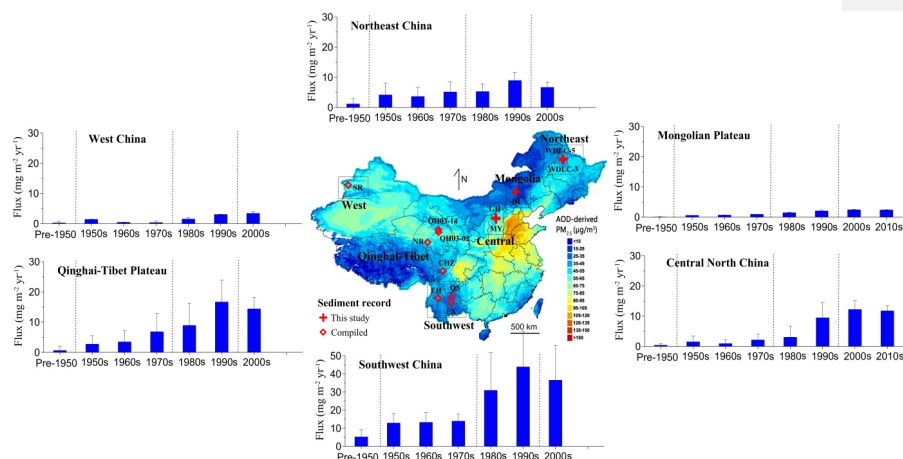 Northeast China
Flux (mg m⁻² yr⁻¹)
30
20
10
0
Pre-1950 1950s 1960s 1970s 1980s 1990s 2000s
West China
Flux (mg m⁻² yr⁻¹)
30
20
10
0
Pre-1950 1950s 1960s 1970s 1980s 1990s 2000s
Mongolian Plateau
Flux (mg m⁻² yr⁻¹)
30
20
10
0
Pre-1950 1950s 1960s 1970s 1980s 1990s 2000s 2010s
Northeast
WDLC-5
WDLC-3
N
Mongolia
SR
West
DL
GH
MY
Central
QH03-14
QH03-02
NR
Qinghai-Tibet
CHZ
EH
QS
FX
Southwest
Sediment record
This study
Compiled
500 km
AOD-derived
PM₂.₅ (μg/m³)
<15
15-25
25-35
35-45
45-55
55-65
65-75
75-85
85-95
95-105
105-120
120-135
135-150
>150
Qinghai-Tibet Plateau
Flux (mg m⁻² yr⁻¹)
30
20
10
0
Pre-1950 1950s 1960s 1970s 1980s 1990s 2000s
Central North China
Flux (mg m⁻² yr⁻¹)
30
20
10
0
Pre-1950 1950s 1960s 1970s 1980s 1990s 2000s 2010s
Southwest China
Flux (mg m⁻² yr⁻¹)
50
40
30
20
10
0
Pre-1950 1950s 1960s 1970s 1980s 1990s 2000s